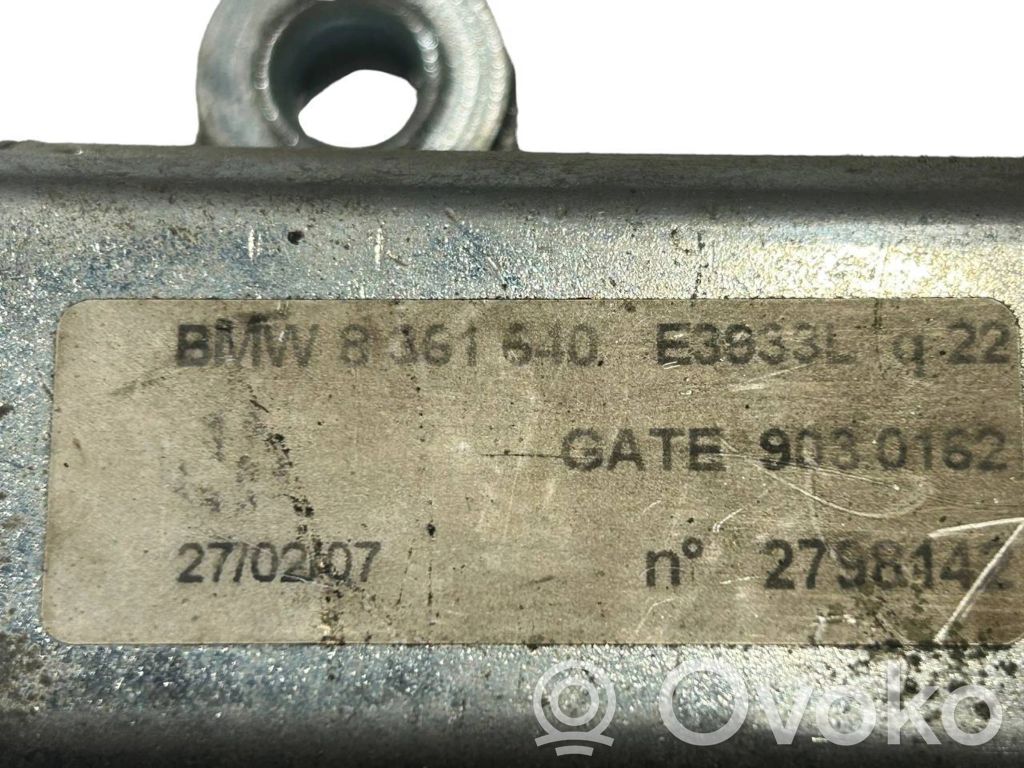 BMW 8 361 640. E3833L q 22
GATE 903.0162
27/02/07 n° 2798142
Ovoko